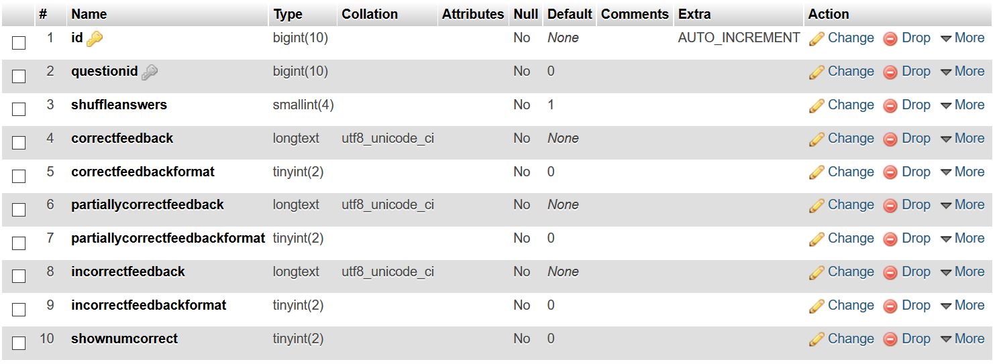 # Name Type Collation Attributes Null Default Comments Extra Action
1 id bigint(10) No None AUTO_INCREMENT Change Drop More
2 questionid bigint(10) No 0 Change Drop More
3 shuffleanswers smallint(4) No 1 Change Drop More
4 correctfeedback longtext utf8_unicode_ci No None Change Drop More
5 correctfeedbackformat tinyint(2) No 0 Change Drop More
6 partiallycorrectfeedback longtext utf8_unicode_ci No None Change Drop More
7 partiallycorrectfeedbackformat tinyint(2) No 0 Change Drop More
8 incorrectfeedback longtext utf8_unicode_ci No None Change Drop More
9 incorrectfeedbackformat tinyint(2) No 0 Change Drop More
10 shownumcorrect tinyint(2) No 0 Change Drop More